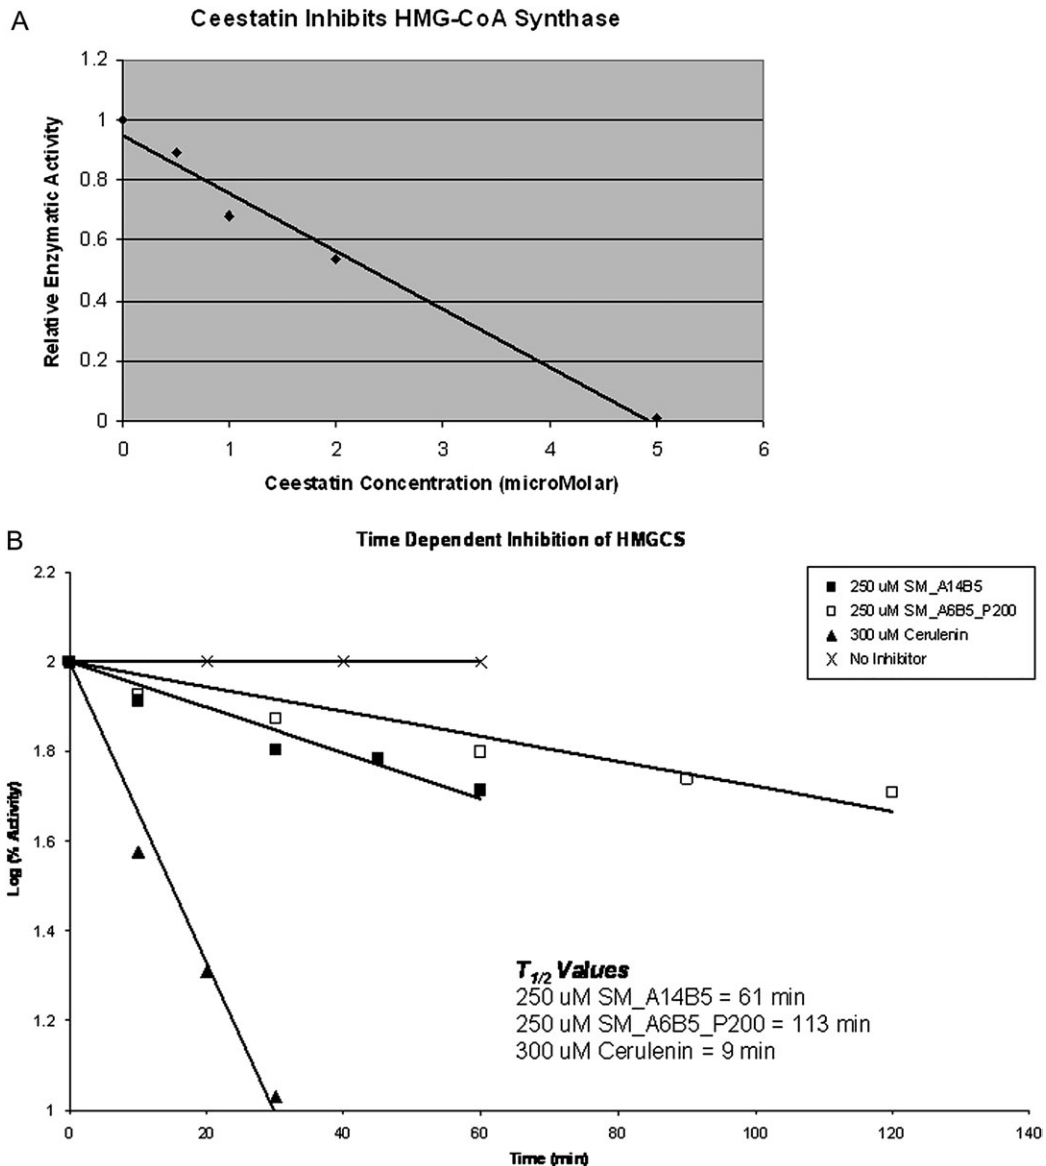 A
Ceestatin Inhibits HMG-CoA Synthase
1.2
1
0.8
0.6
0.4
0.2
0
Relative Enzymatic Activity
0 1 2 3 4 5 6
Ceestatin Concentration (microMolar)
B
Time Dependent Inhibition of HMGCS
2.2
2
1.8
1.6
1.4
1.2
1
Log (% Activity)
250 uM SM_A14B5
250 uM SM_A6B5_P200
300 uM Cerulenin
No Inhibitor
T1/2 Values
250 uM SM_A14B5 = 61 min
250 uM SM_A6B5_P200 = 113 min
300 uM Cerulenin = 9 min
0 20 40 60 80 100 120 140
Time (min)